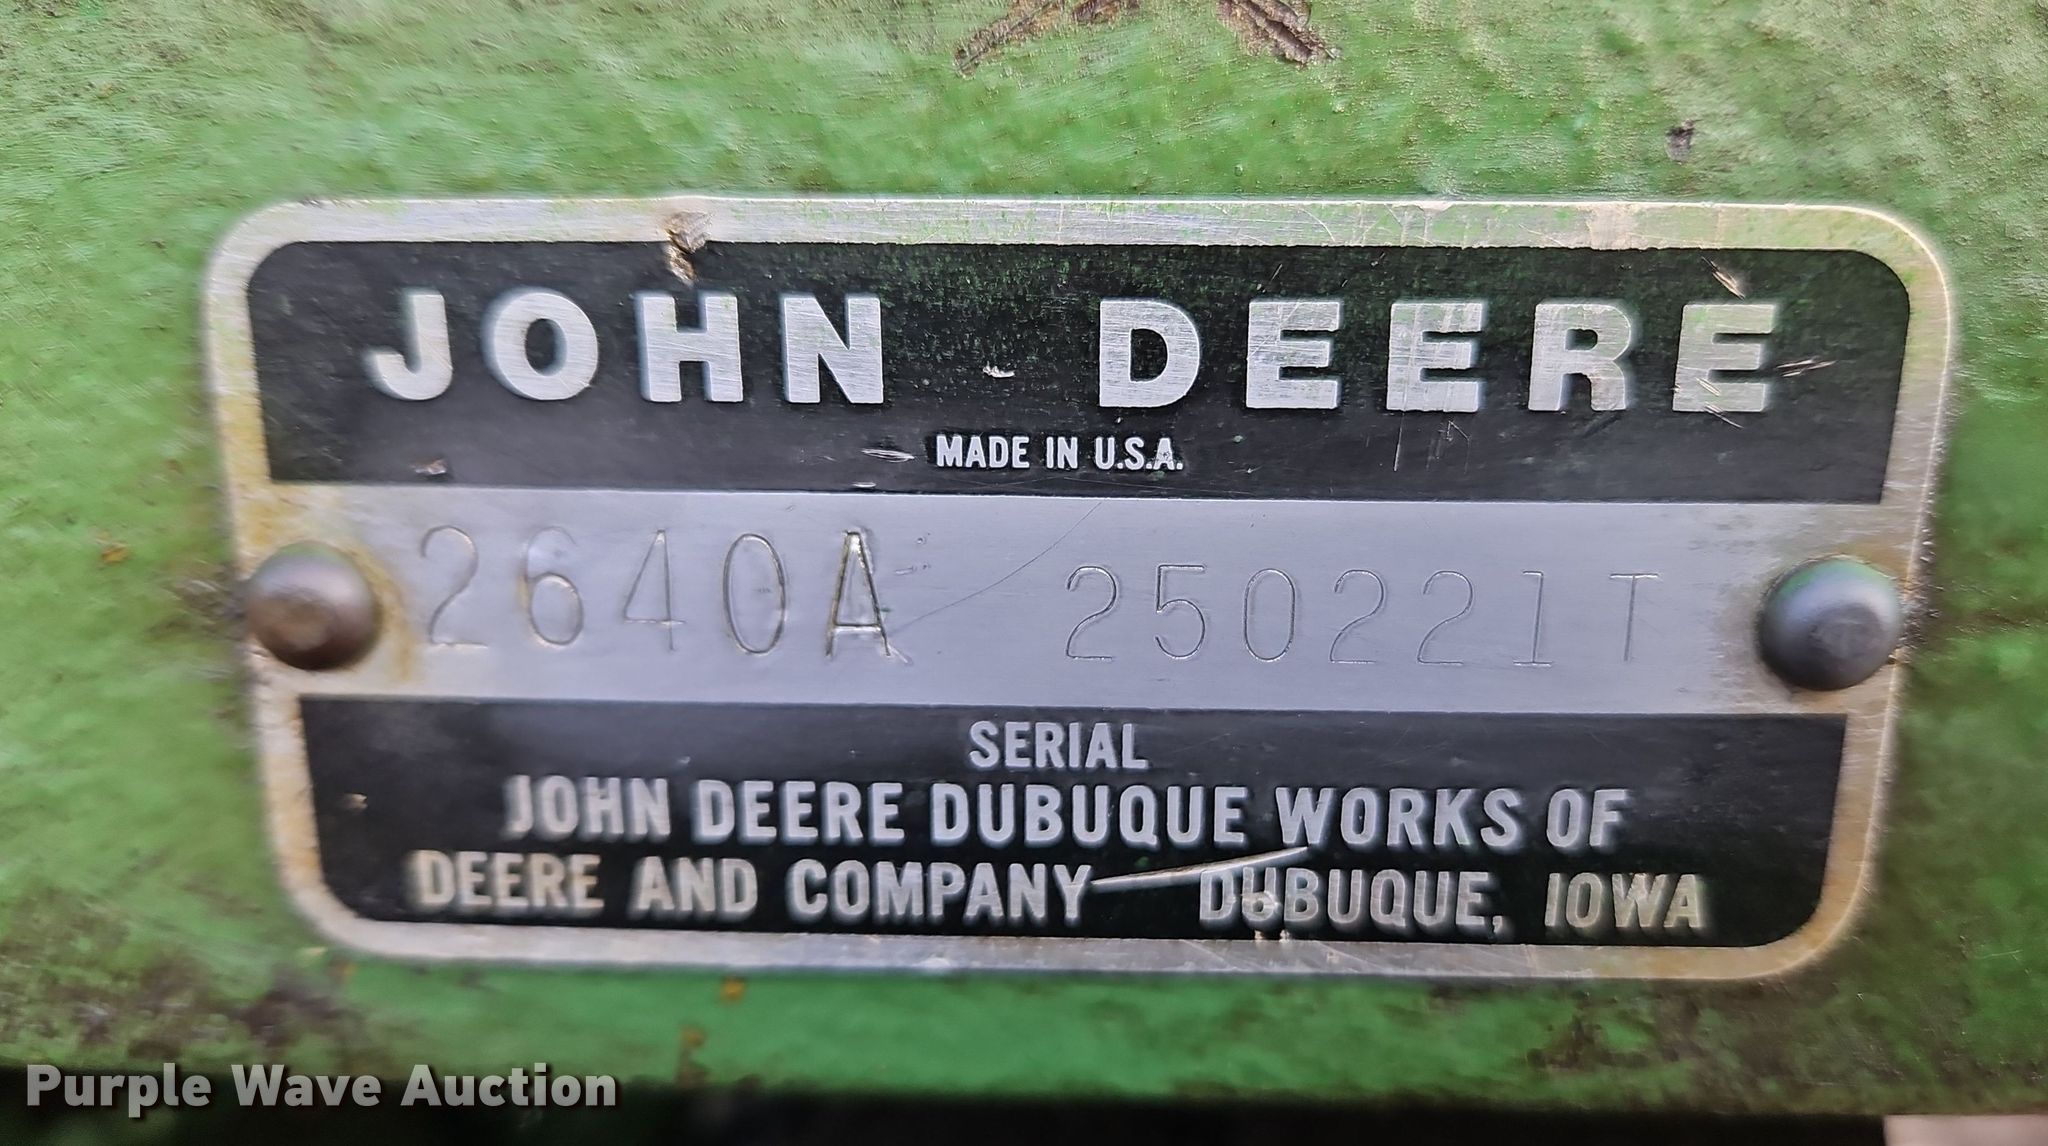 JOHN DEERE
MADE IN U.S.A.
2640A 250221T
SERIAL
JOHN DEERE DUBUQUE WORKS OF
DEERE AND COMPANY DUBUQUE, IOWA
Purple Wave Auction